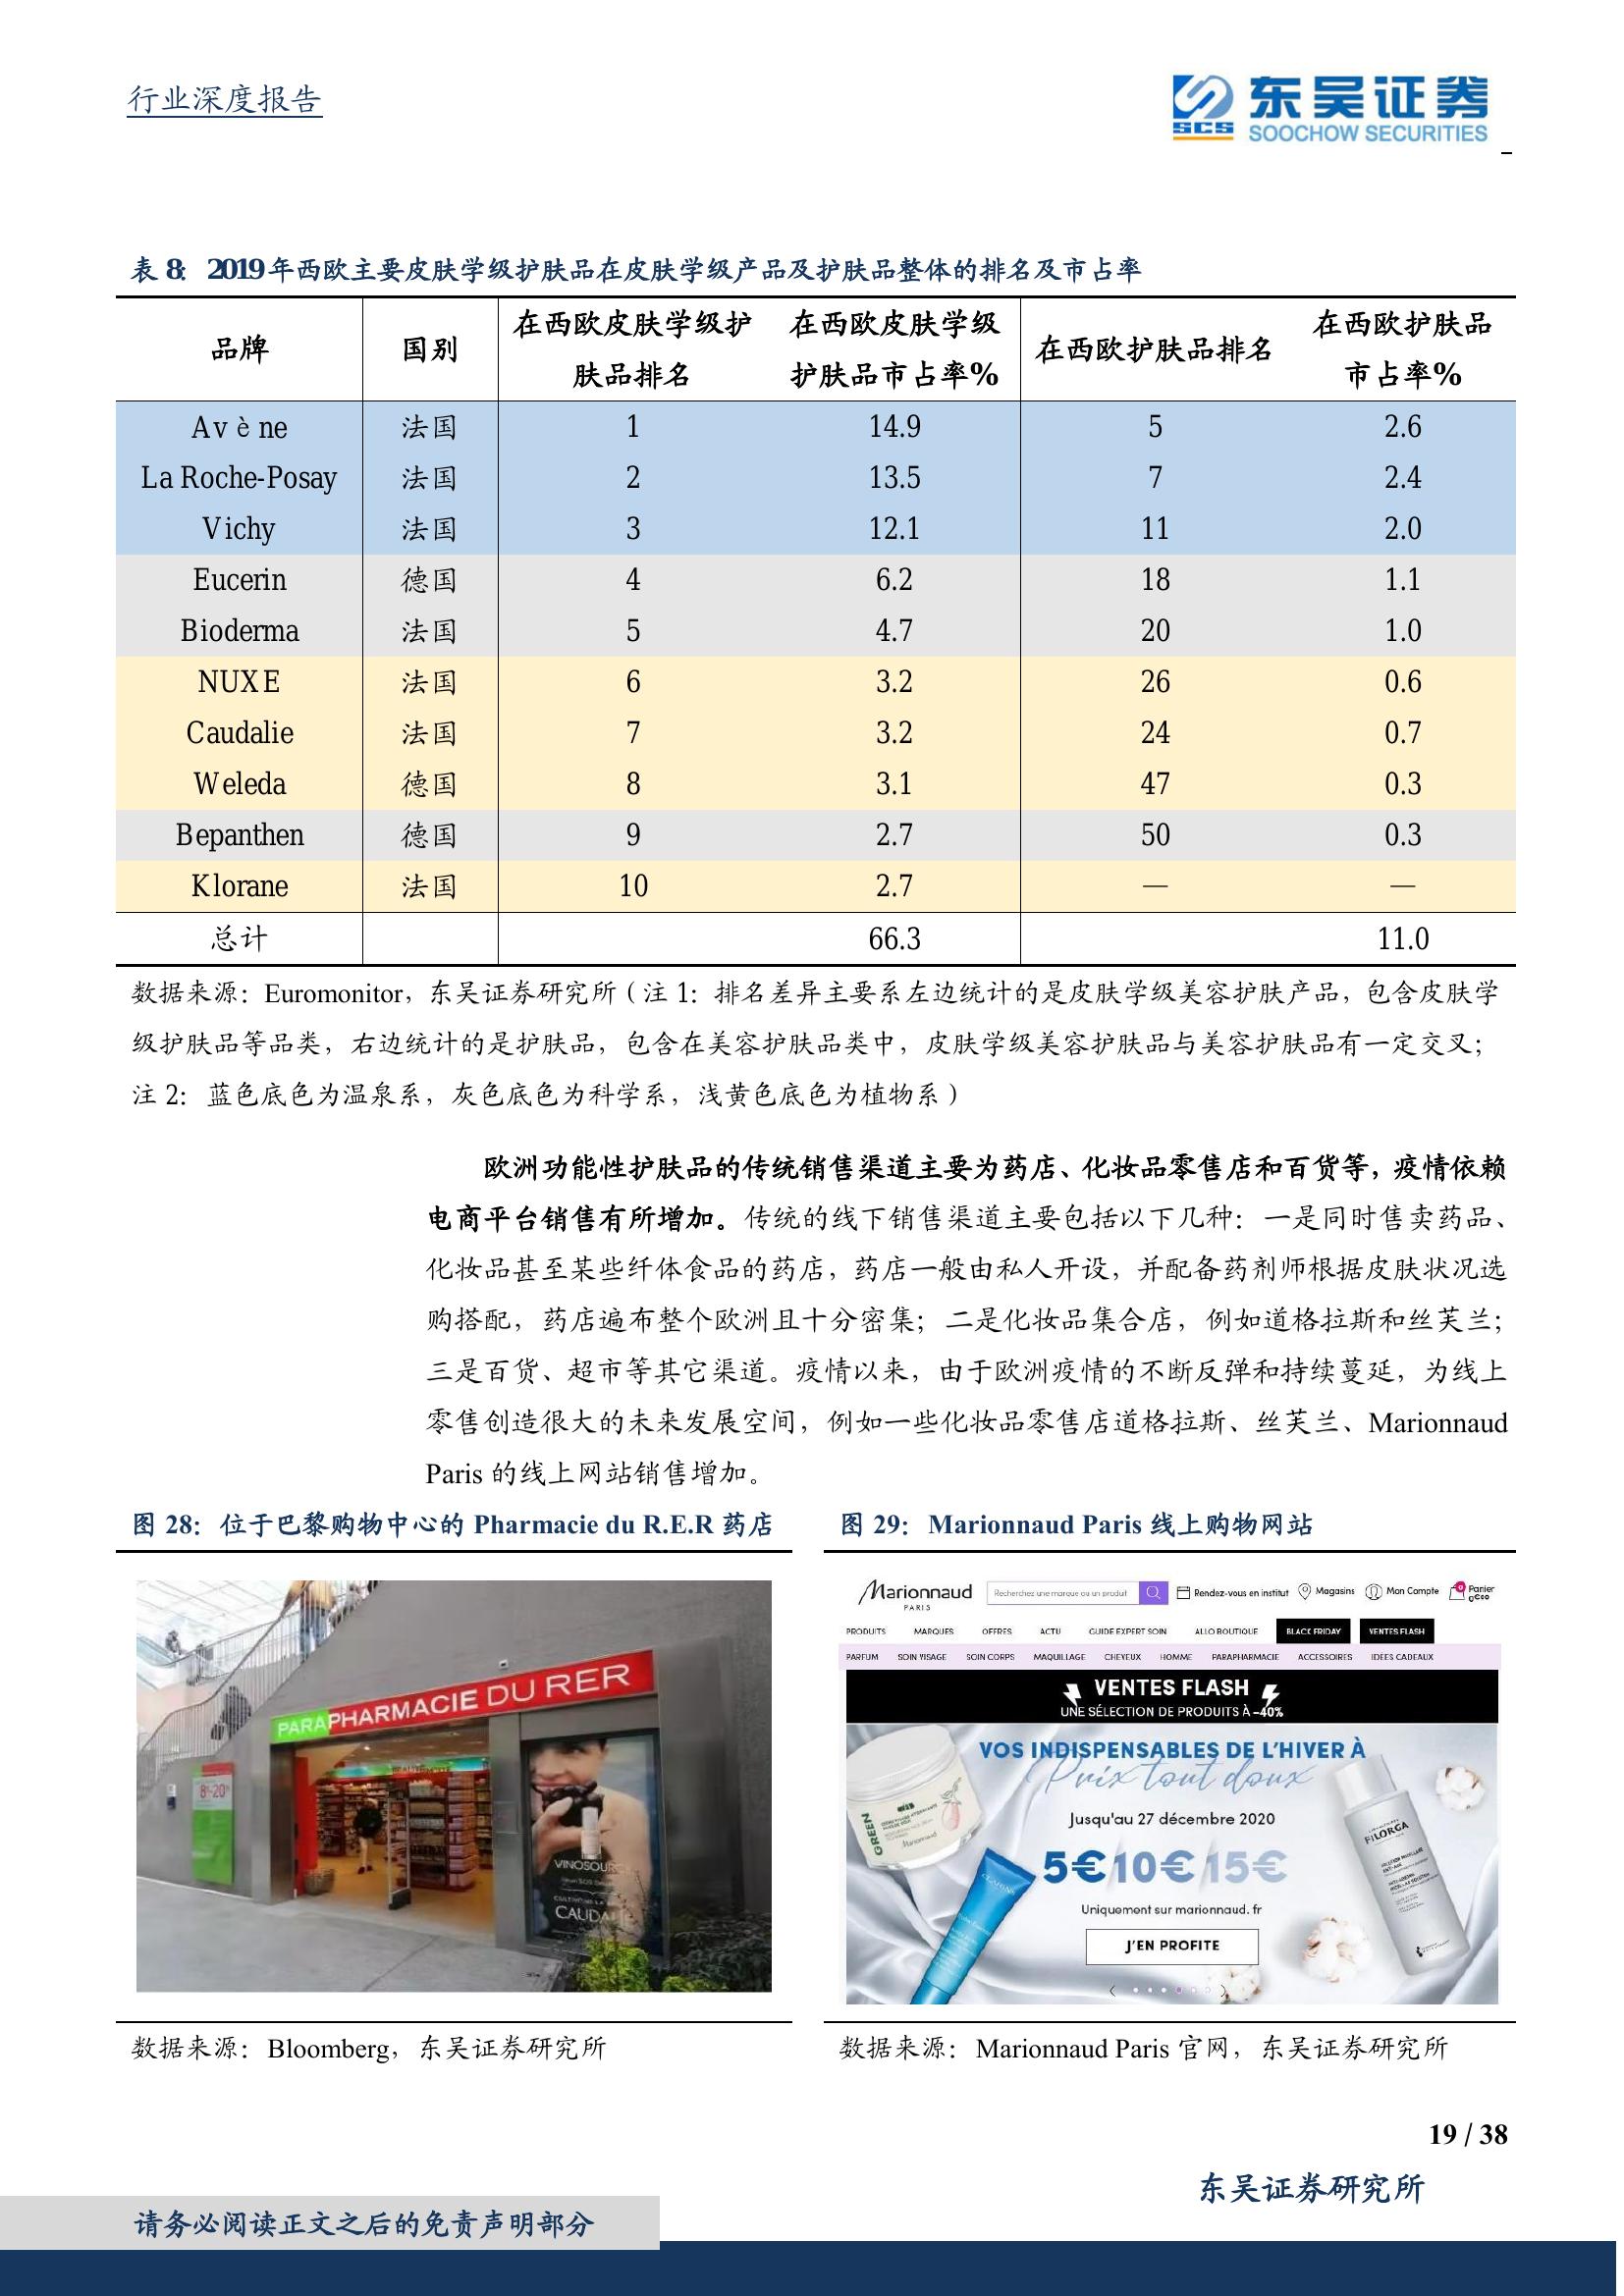 行业深度报告
SCS 东吴证券
SOOCHOW SECURITIES
表 8: 2019年西欧主要皮肤学级护肤品在皮肤学级产品及护肤品整体的排名及市占率
品牌 国别 在西欧皮肤学级护肤品排名 在西欧皮肤学级护肤品市占率% 在西欧护肤品排名 在西欧护肤品市占率%
Avène 法国 1 14.9 5 2.6
La Roche-Posay 法国 2 13.5 7 2.4
Vichy 法国 3 12.1 11 2.0
Eucerin 德国 4 6.2 18 1.1
Bioderma 法国 5 4.7 20 1.0
NUXE 法国 6 3.2 26 0.6
Caudalie 法国 7 3.2 24 0.7
Weleda 德国 8 3.1 47 0.3
Bepanthen 德国 9 2.7 50 0.3
Klorane 法国 10 2.7 — —
总计 66.3 11.0
数据来源：Euromonitor，东吴证券研究所（注 1：排名差异主要系左边统计的是皮肤学级美容护肤产品，包含皮肤学
级护肤品等品类，右边统计的是护肤品，包含在美容护肤品类中，皮肤学级美容护肤品与美容护肤品有一定交叉；
注 2：蓝色底色为温泉系，灰色底色为科学系，浅黄色底色为植物系）
欧洲功能性护肤品的传统销售渠道主要为药店、化妆品零售店和百货等，疫情依赖
电商平台销售有所增加。传统的线下销售渠道主要包括以下几种：一是同时售卖药品、
化妆品甚至某些纤体食品的药店，药店一般由私人开设，并配备药剂师根据皮肤状况选
购搭配，药店遍布整个欧洲且十分密集；二是化妆品集合店，例如道格拉斯和丝芙兰；
三是百货、超市等其它渠道。疫情以来，由于欧洲疫情的不断反弹和持续蔓延，为线上
零售创造很大的未来发展空间，例如一些化妆品零售店道格拉斯、丝芙兰、Marionnaud
Paris 的线上网站销售增加。
图 28：位于巴黎购物中心的 Pharmacie du R.E.R 药店
图 29：Marionnaud Paris 线上购物网站
PARAPHARMACIE DU RER
8h-20h
VINOSOURC
CAUDA
Marionnaud
PARIS
Recherchez une marque ou un produit
Rendez-vous en institut Magasins Mon Compte Panier
PRODUITS MARQUES OFFRES ACTU GUIDE EXPERT SOIN ALLO BOUTIQUE BLACK FRIDAY VENTES FLASH
PARFUM SOIN VISAGE SOIN CORPS MAQUILLAGE CHEVEUX HOMME PARAPHARMACIE ACCESSOIRES IDEES CADEAUX
VENTES FLASH
UNE SÉLECTION DE PRODUITS À -40%
VOS INDISPENSABLES DE L'HIVER À
Prix tout doux
Jusqu'au 27 décembre 2020
5€ 10€ 15€
Uniquement sur marionnaud. fr
J'EN PROFITE
GREEN
CLARINS
FILORGA
数据来源：Bloomberg，东吴证券研究所
数据来源：Marionnaud Paris 官网，东吴证券研究所
19 / 38
东吴证券研究所
请务必阅读正文之后的免责声明部分